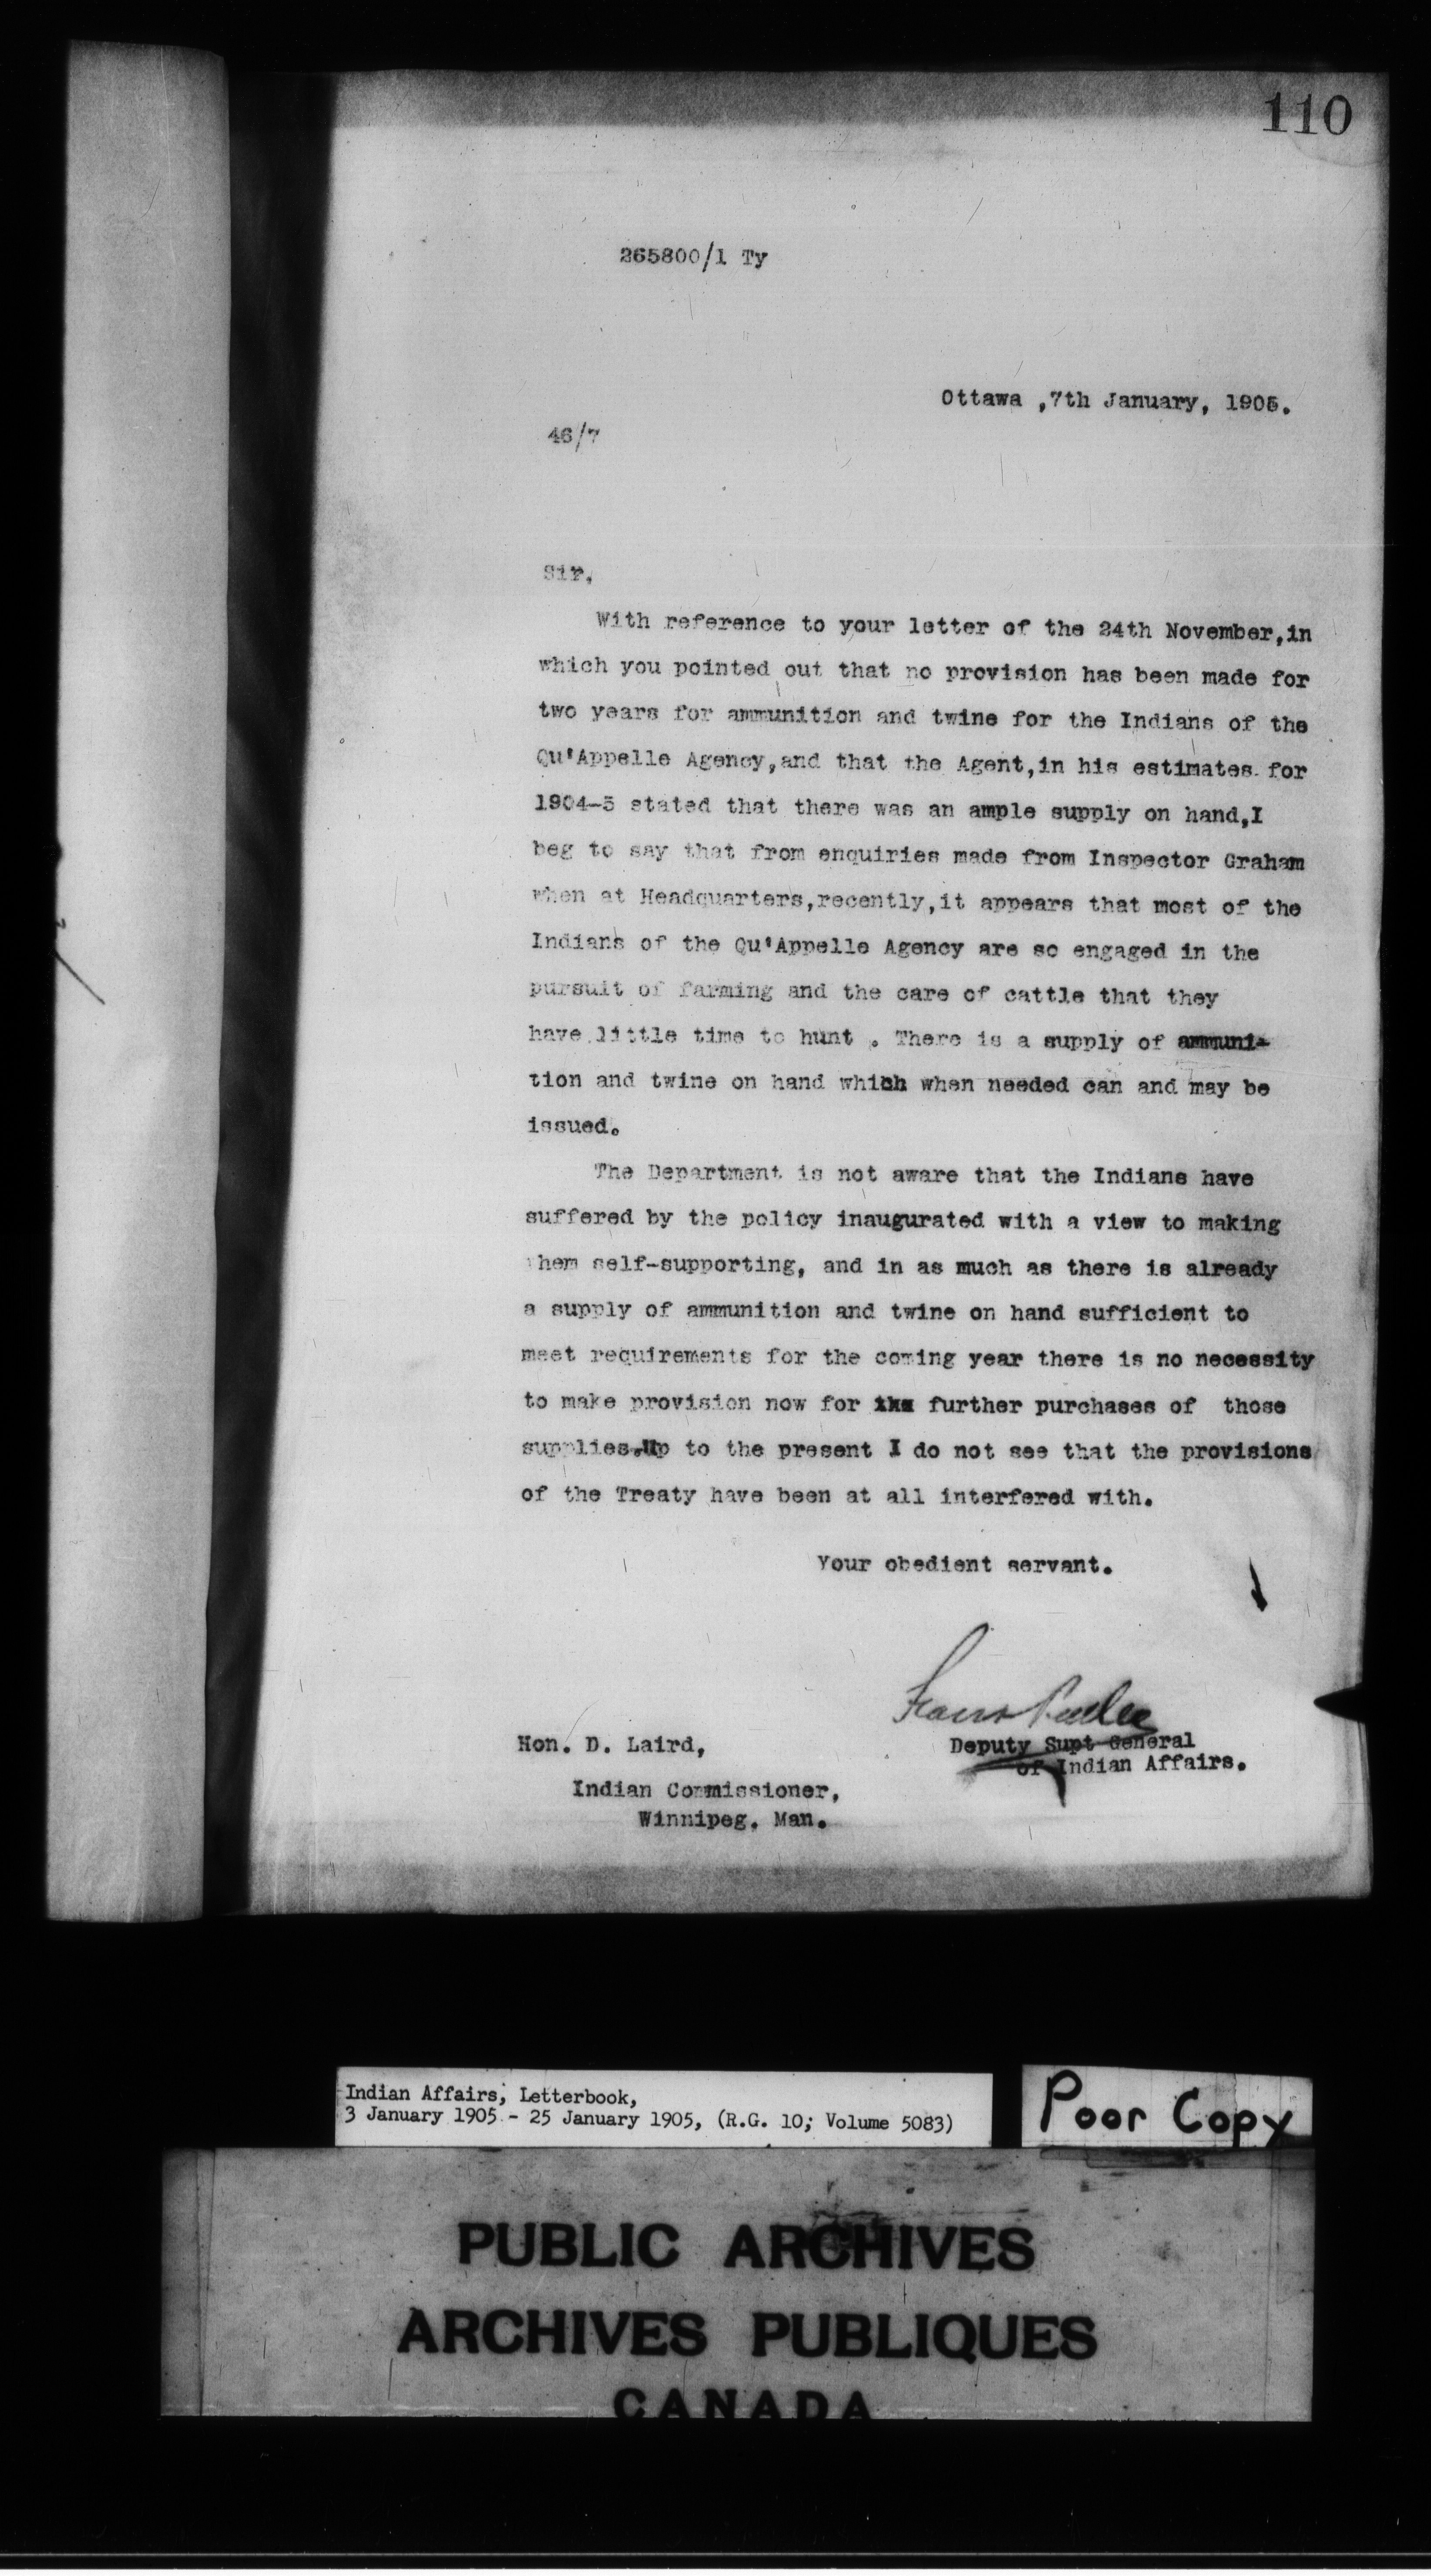 110
265800/1 Ty
Ottawa ,7th January, 1905.
46/7
Sir,
With reference to your letter of the 24th November,in
which you pointed out that no provision has been made for
two years for ammunition and twine for the Indians of the
Qu'Appelle Agency,and that the Agent,in his estimates for
1904-5 stated that there was an ample supply on hand,I
beg to say that from enquiries made from Inspector Graham
when at Headquarters,recently,it appears that most of the
Indians of the Qu'Appelle Agency are so engaged in the
pursuit of farming and the care of cattle that they
have little time to hunt . There is a supply of ammuni-
tion and twine on hand which when needed can and may be
issued.
The Department is not aware that the Indians have
suffered by the policy inaugurated with a view to making
them self-supporting, and in as much as there is already
a supply of ammunition and twine on hand sufficient to
meet requirements for the coming year there is no necessity
to make provision now for further purchases of those
supplies.Up to the present I do not see that the provisions
of the Treaty have been at all interfered with.
Your obedient servant.
Frank Pedley
Deputy Supt General
of Indian Affairs.
Hon. D. Laird,
Indian Commissioner,
Winnipeg. Man.
Indian Affairs, Letterbook,
3 January 1905 - 25 January 1905, (R.G. 10; Volume 5083)
Poor Copy
PUBLIC ARCHIVES
ARCHIVES PUBLIQUES
CANADA